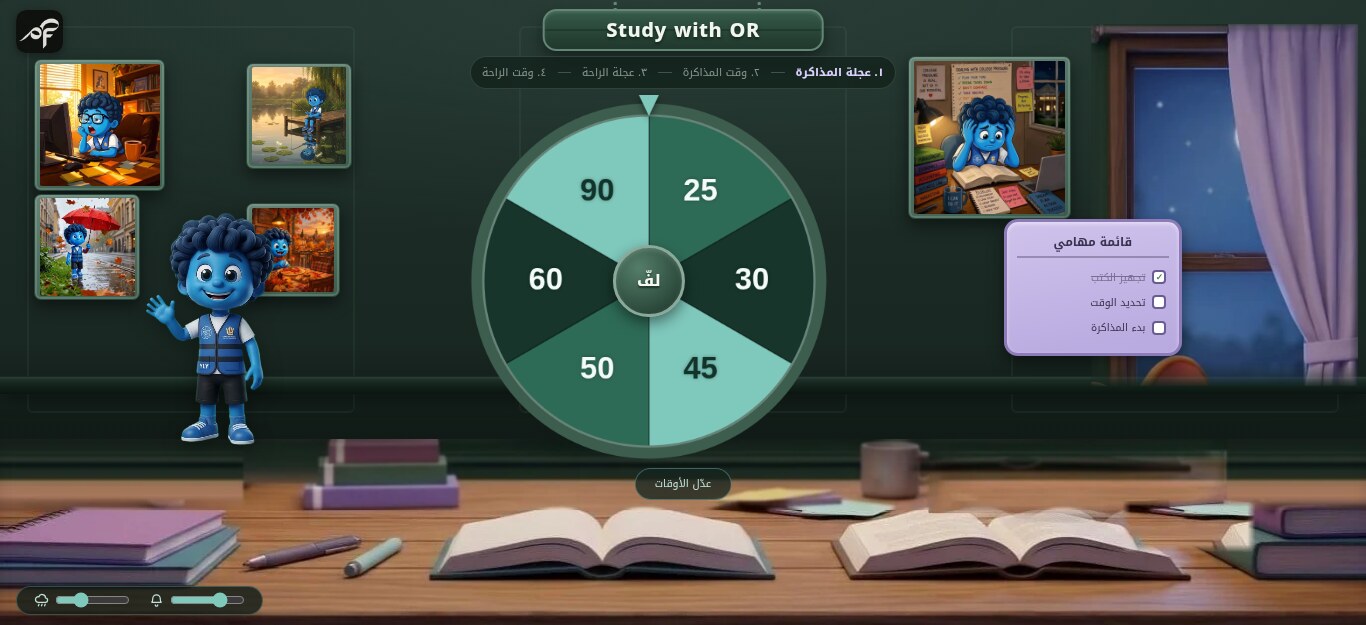 Study with OR
١. عجلة المذاكرة — ٢. وقت المذاكرة — ٣. عجلة الراحة — ٤. وقت الراحة
90
25
60
لفّ
30
50
45
قائمة مهامي
تجهيز الكتب
تحديد الوقت
بدء المذاكرة
عدّل الأوقات